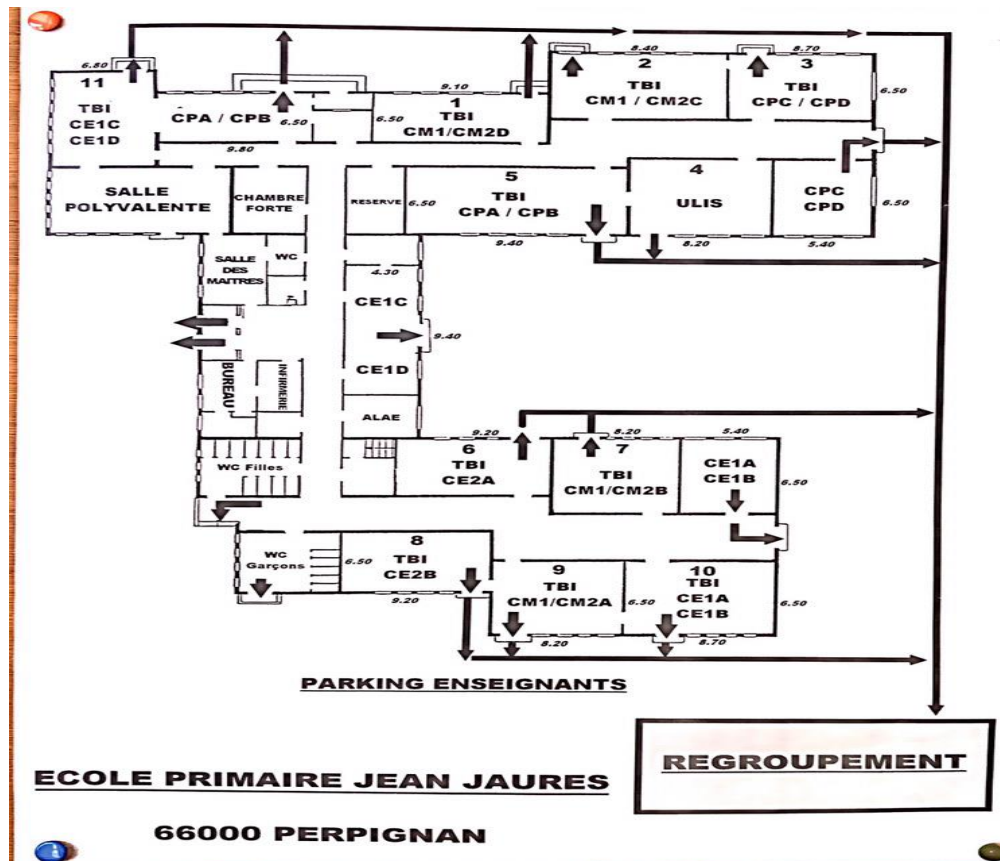 6.80
11
TBI
CE1C
CE1D
CPA / CPB
6.50
9.80
9.10
1
TBI
CM1/CM2D
6.50
8.40
2
TBI
CM1 / CM2C
8.70
3
TBI
CPC / CPD
6.50
SALLE
POLYVALENTE
CHAMBRE
FORTE
RESERVE
6.50
5
TBI
CPA / CPB
9.40
4
ULIS
8.20
CPC
CPD
5.40
6.50
SALLE
DES
MAITRES
WC
4.30
CE1C
9.40
CE1D
BUREAU
INFIRMERIE
ALAE
WC Filles
9.20
6
TBI
CE2A
8.20
7
TBI
CM1/CM2B
5.40
CE1A
CE1B
6.50
WC
Garçons
6.50
8
TBI
CE2B
9.20
9
TBI
CM1/CM2A
8.20
6.50
10
TBI
CE1A
CE1B
8.70
6.50
PARKING ENSEIGNANTS
REGROUPEMENT
ECOLE PRIMAIRE JEAN JAURES
66000 PERPIGNAN